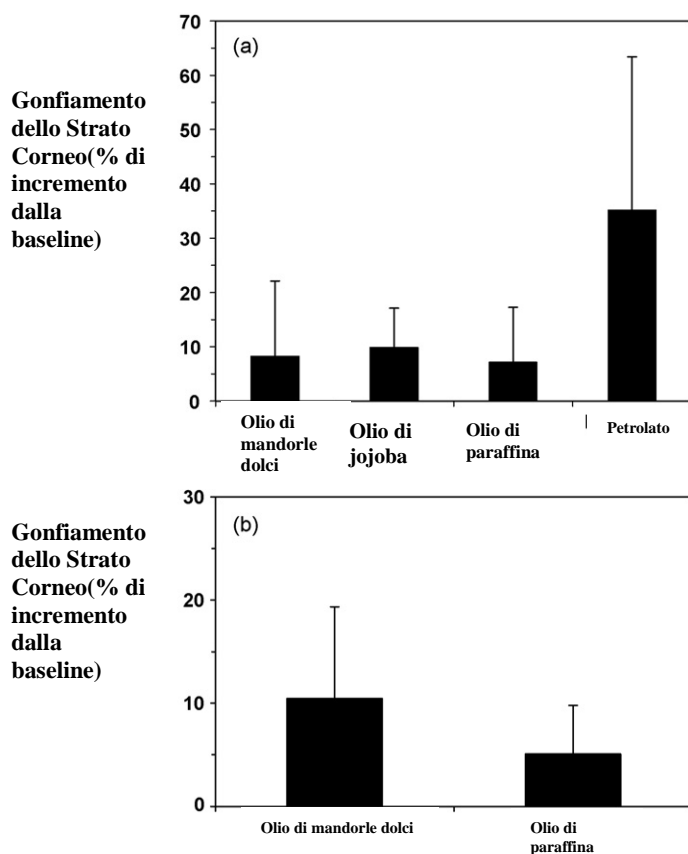 Gonfiamento
dello Strato
Corneo(% di
incremento
dalla
baseline)
(a)
70
60
50
40
30
20
10
0
Olio di
mandorle
dolci
Olio di
jojoba
Olio di
paraffina
Petrolato
Gonfiamento
dello Strato
Corneo(% di
incremento
dalla
baseline)
(b)
30
20
10
0
Olio di mandorle dolci
Olio di
paraffina